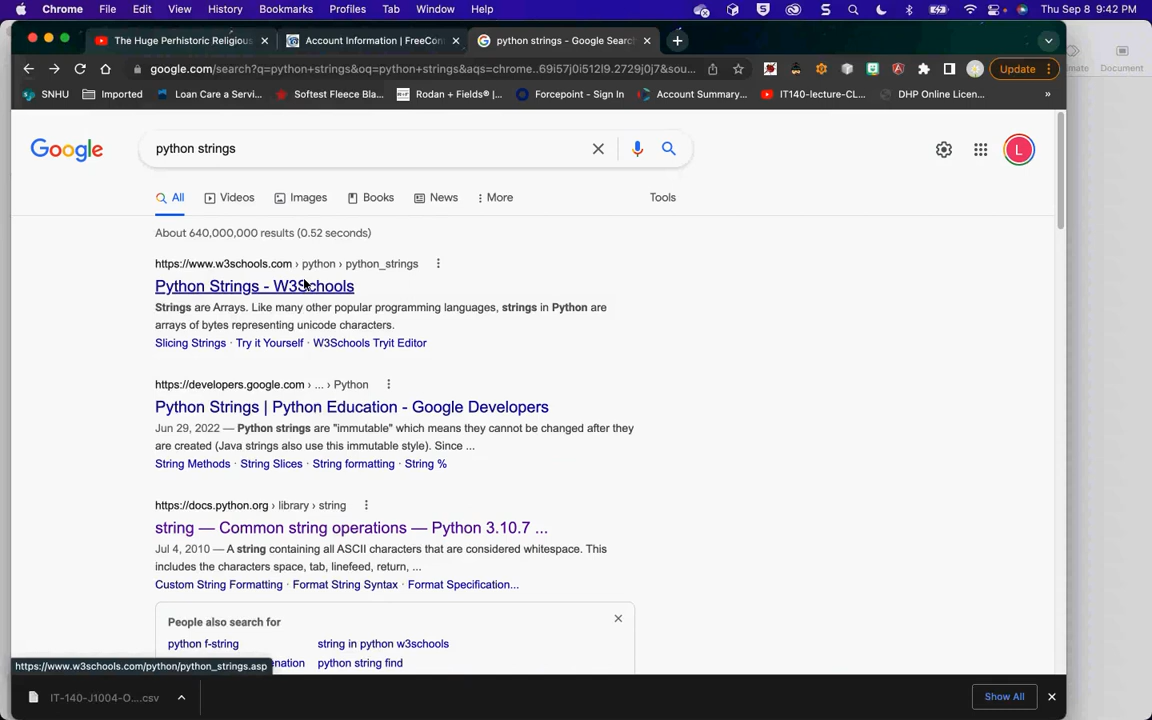 Chrome File Edit View History Bookmarks Profiles Tab Window Help Thu Sep 8 9:42 PM
The Huge Perhistoric Religious Account Information | FreeCon python strings - Google Searc
google.com/search?q=python+strings&oq=python+strings&aqs=chrome..69i57j0i512l9.2729j0j7&sou... Update
SNHU Imported Loan Care a Servi... Softest Fleece Bla... Rodan + Fields® |... Forcepoint - Sign In Account Summary... IT140-lecture-CL... DHP Online Licen... »
Document
Google python strings L
All Videos Images Books News More Tools
About 640,000,000 results (0.52 seconds)
https://www.w3schools.com › python › python_strings
Python Strings - W3Schools
Strings are Arrays. Like many other popular programming languages, strings in Python are
arrays of bytes representing unicode characters.
Slicing Strings · Try it Yourself · W3Schools Tryit Editor
https://developers.google.com › ... › Python
Python Strings | Python Education - Google Developers
Jun 29, 2022 — Python strings are "immutable" which means they cannot be changed after they
are created (Java strings also use this immutable style). Since ...
String Methods · String Slices · String formatting · String %
https://docs.python.org › library › string
string — Common string operations — Python 3.10.7 ...
Jul 4, 2010 — A string containing all ASCII characters that are considered whitespace. This
includes the characters space, tab, linefeed, return, ...
Custom String Formatting · Format String Syntax · Format Specification...
People also search for
python f-string string in python w3schools
enation python string find
https://www.w3schools.com/python/python_strings.asp
IT-140-J1004-O....csv Show All